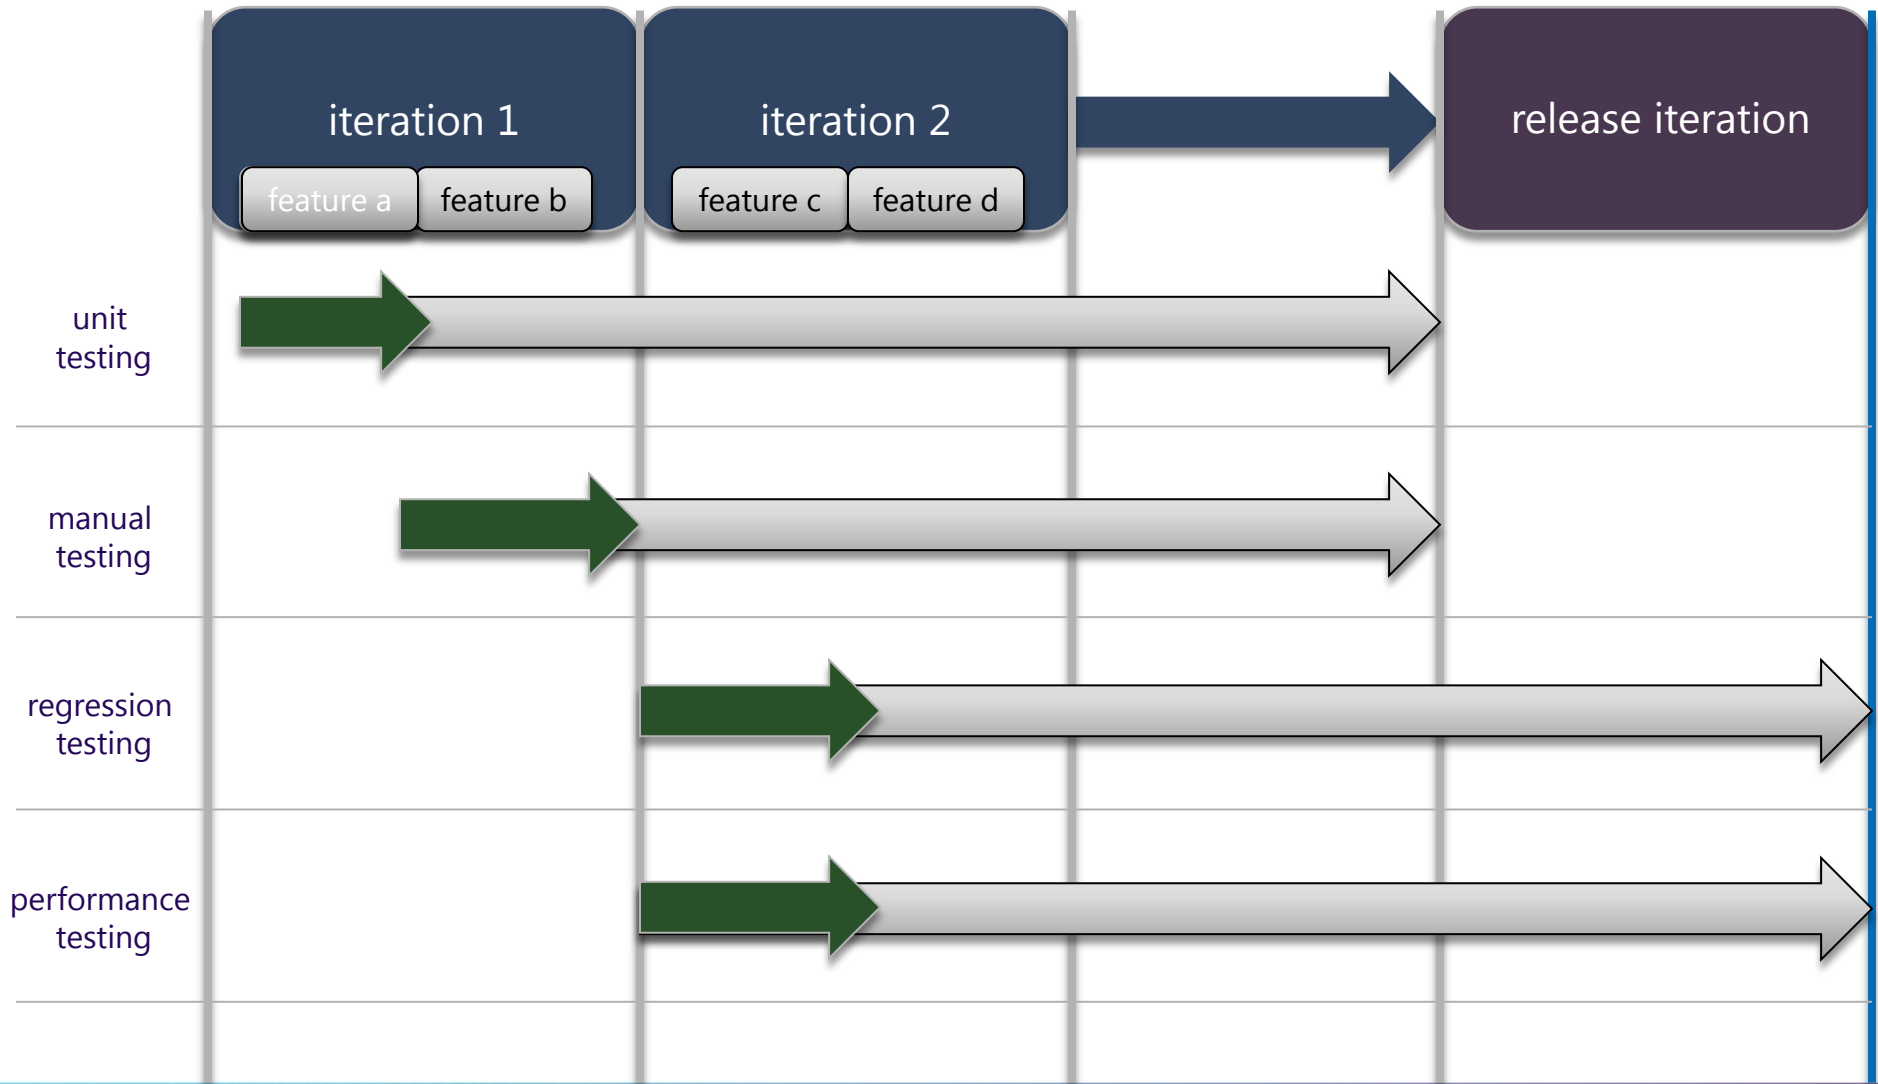 iteration 1
iteration 2
release iteration
feature a
feature b
feature c
feature d
unit
testing
manual
testing
regression
testing
performance
testing